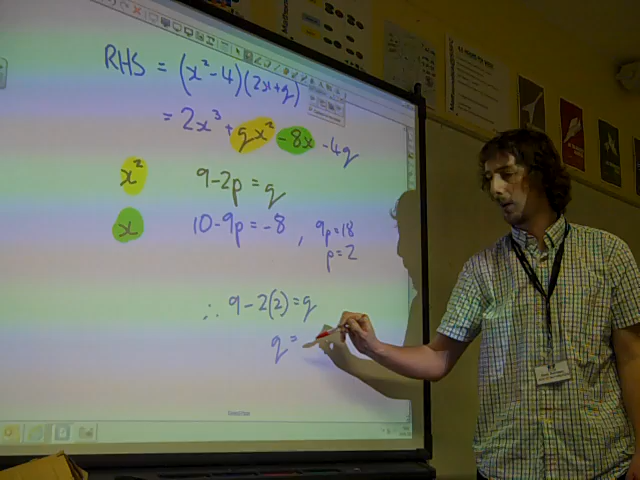 RHS = (x² - 4)(2x + q)
= 2x³ + qx² - 8x - 4q
x² 9 - 2p = q
x 10 - 9p = -8 , 9p = 18
p = 2
∴ 9 - 2(2) = q
q =